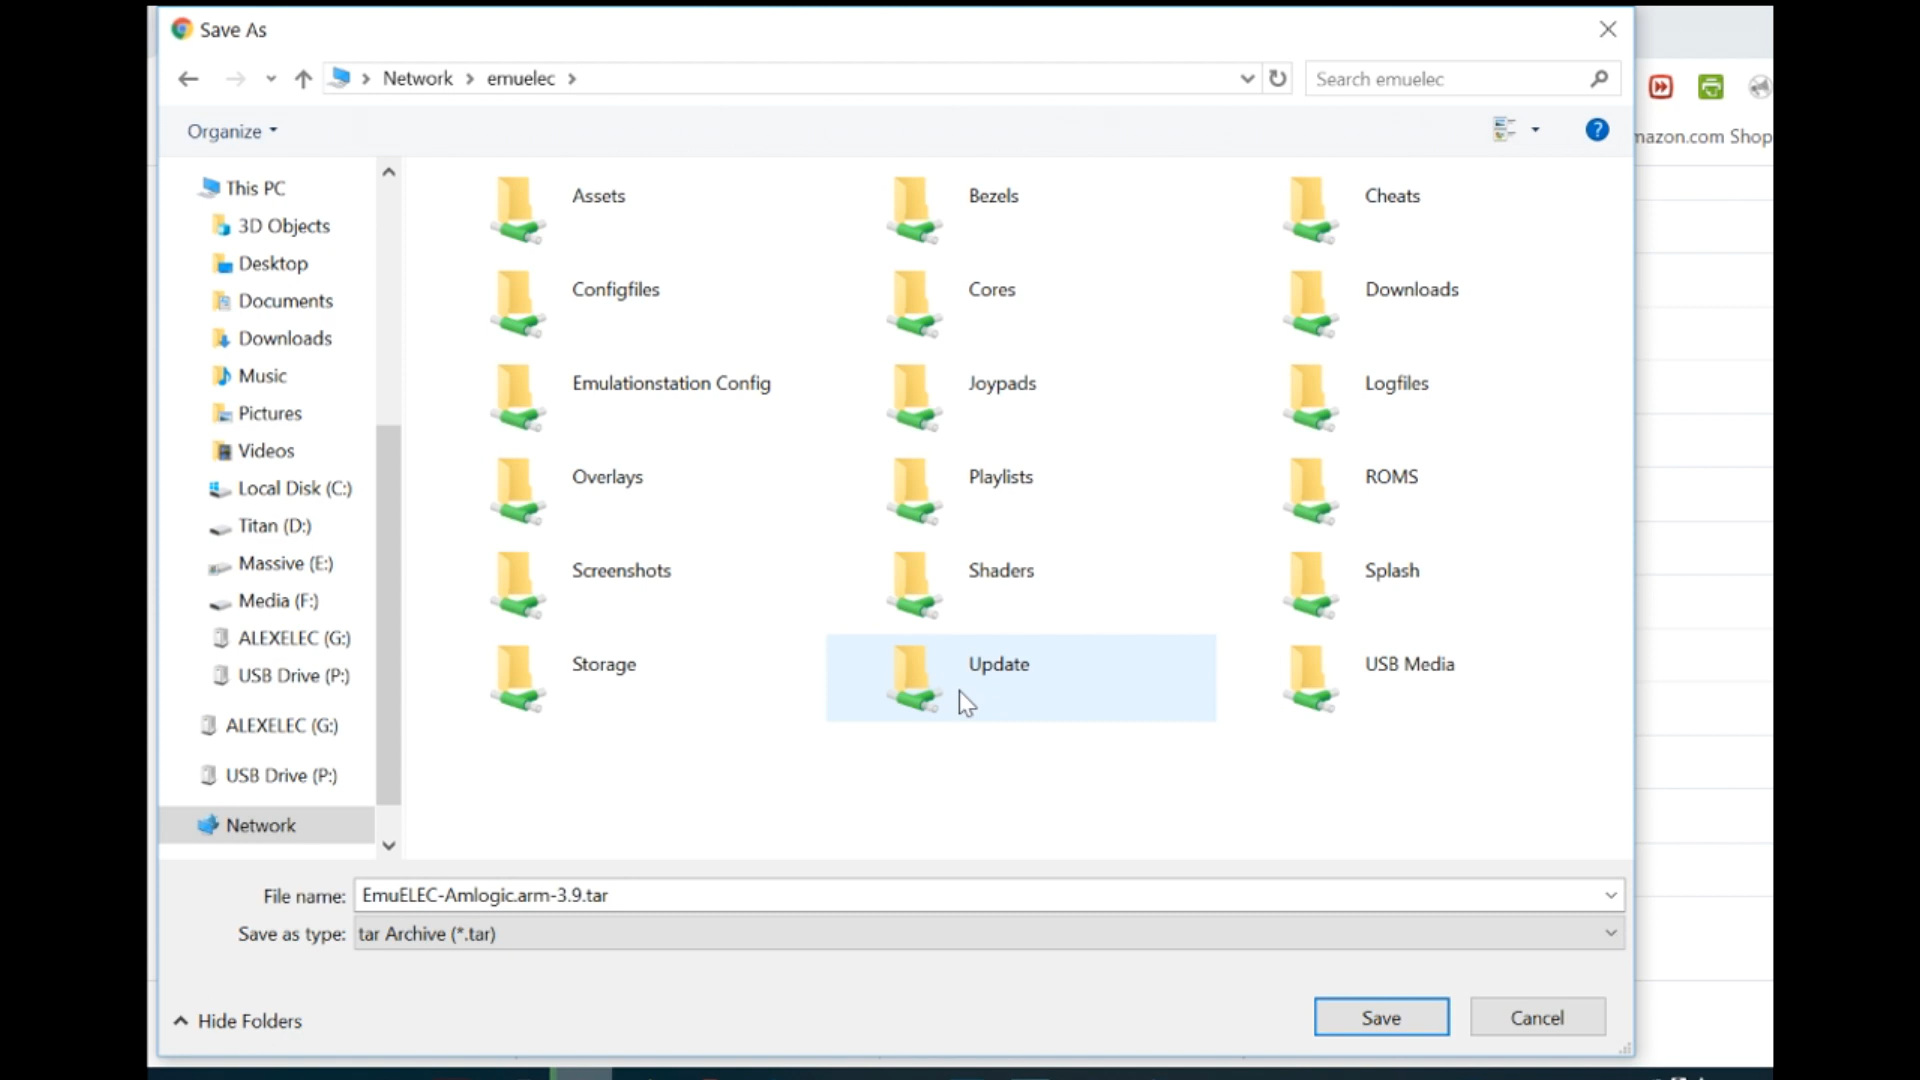 Save As
Network
emuelec
Search emuelec
Organize
?
mazon.com Shop
This PC
3D Objects
Desktop
Documents
Downloads
Music
Pictures
Videos
Local Disk (C:)
Titan (D:)
Massive (E:)
Media (F:)
ALEXELEC (G:)
USB Drive (P:)
ALEXELEC (G:)
USB Drive (P:)
Network
Assets
Bezels
Cheats
Configfiles
Cores
Downloads
Emulationstation Config
Joypads
Logfiles
Overlays
Playlists
ROMS
Screenshots
Shaders
Splash
Storage
Update
USB Media
File name: EmuELEC-Amlogic.arm-3.9.tar
Save as type: tar Archive (*.tar)
Hide Folders
Save
Cancel